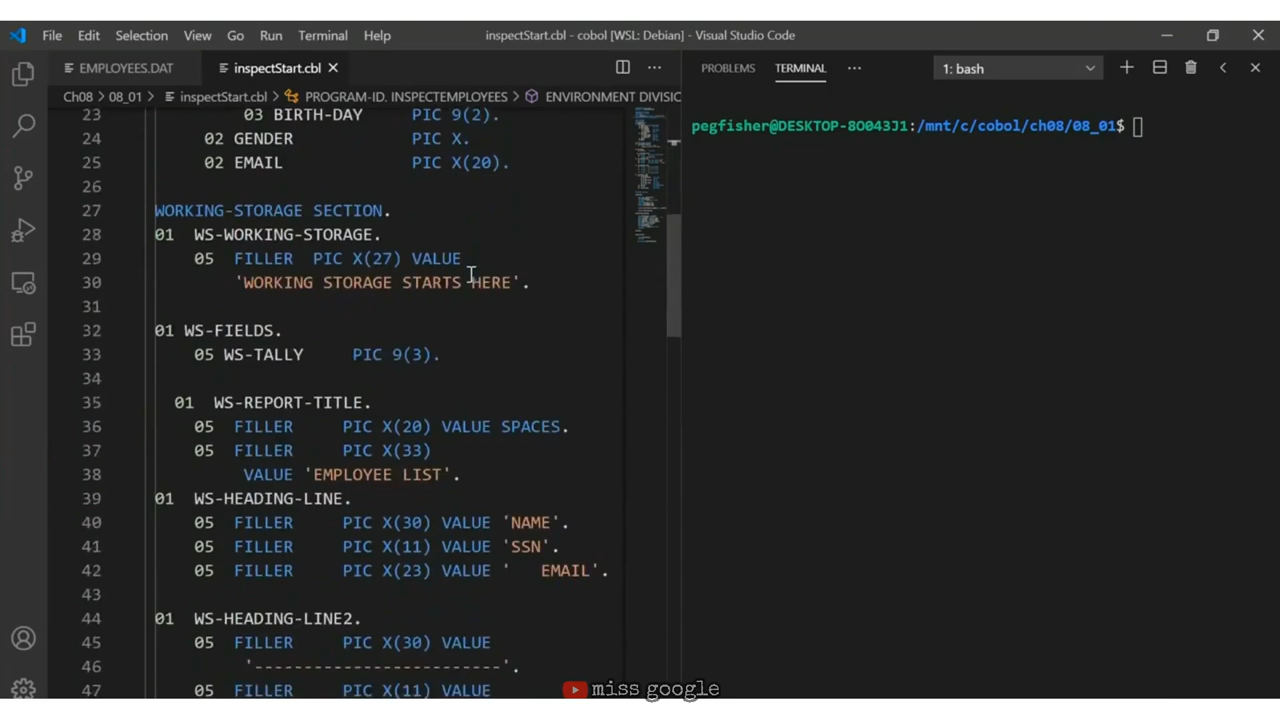 File Edit Selection View Go Run Terminal Help inspectStart.cbl - cobol [WSL: Debian] - Visual Studio Code
EMPLOYEES.DAT inspectStart.cbl
Ch08 > 08_01 > inspectStart.cbl > PROGRAM-ID. INSPECTEMPLOYEES > ENVIRONMENT DIVISIO
23 03 BIRTH-DAY PIC 9(2).
24 02 GENDER PIC X.
25 02 EMAIL PIC X(20).
26
27 WORKING-STORAGE SECTION.
28 01 WS-WORKING-STORAGE.
29 05 FILLER PIC X(27) VALUE
30 'WORKING STORAGE STARTS HERE'.
31
32 01 WS-FIELDS.
33 05 WS-TALLY PIC 9(3).
34
35 01 WS-REPORT-TITLE.
36 05 FILLER PIC X(20) VALUE SPACES.
37 05 FILLER PIC X(33)
38 VALUE 'EMPLOYEE LIST'.
39 01 WS-HEADING-LINE.
40 05 FILLER PIC X(30) VALUE 'NAME'.
41 05 FILLER PIC X(11) VALUE 'SSN'.
42 05 FILLER PIC X(23) VALUE '   EMAIL'.
43
44 01 WS-HEADING-LINE2.
45 05 FILLER PIC X(30) VALUE
46 '-------------------------'.
47 05 FILLER PIC X(11) VALUE
PROBLEMS TERMINAL ··· 1: bash
pegfisher@DESKTOP-8O043J1:/mnt/c/cobol/ch08/08_01$
miss google